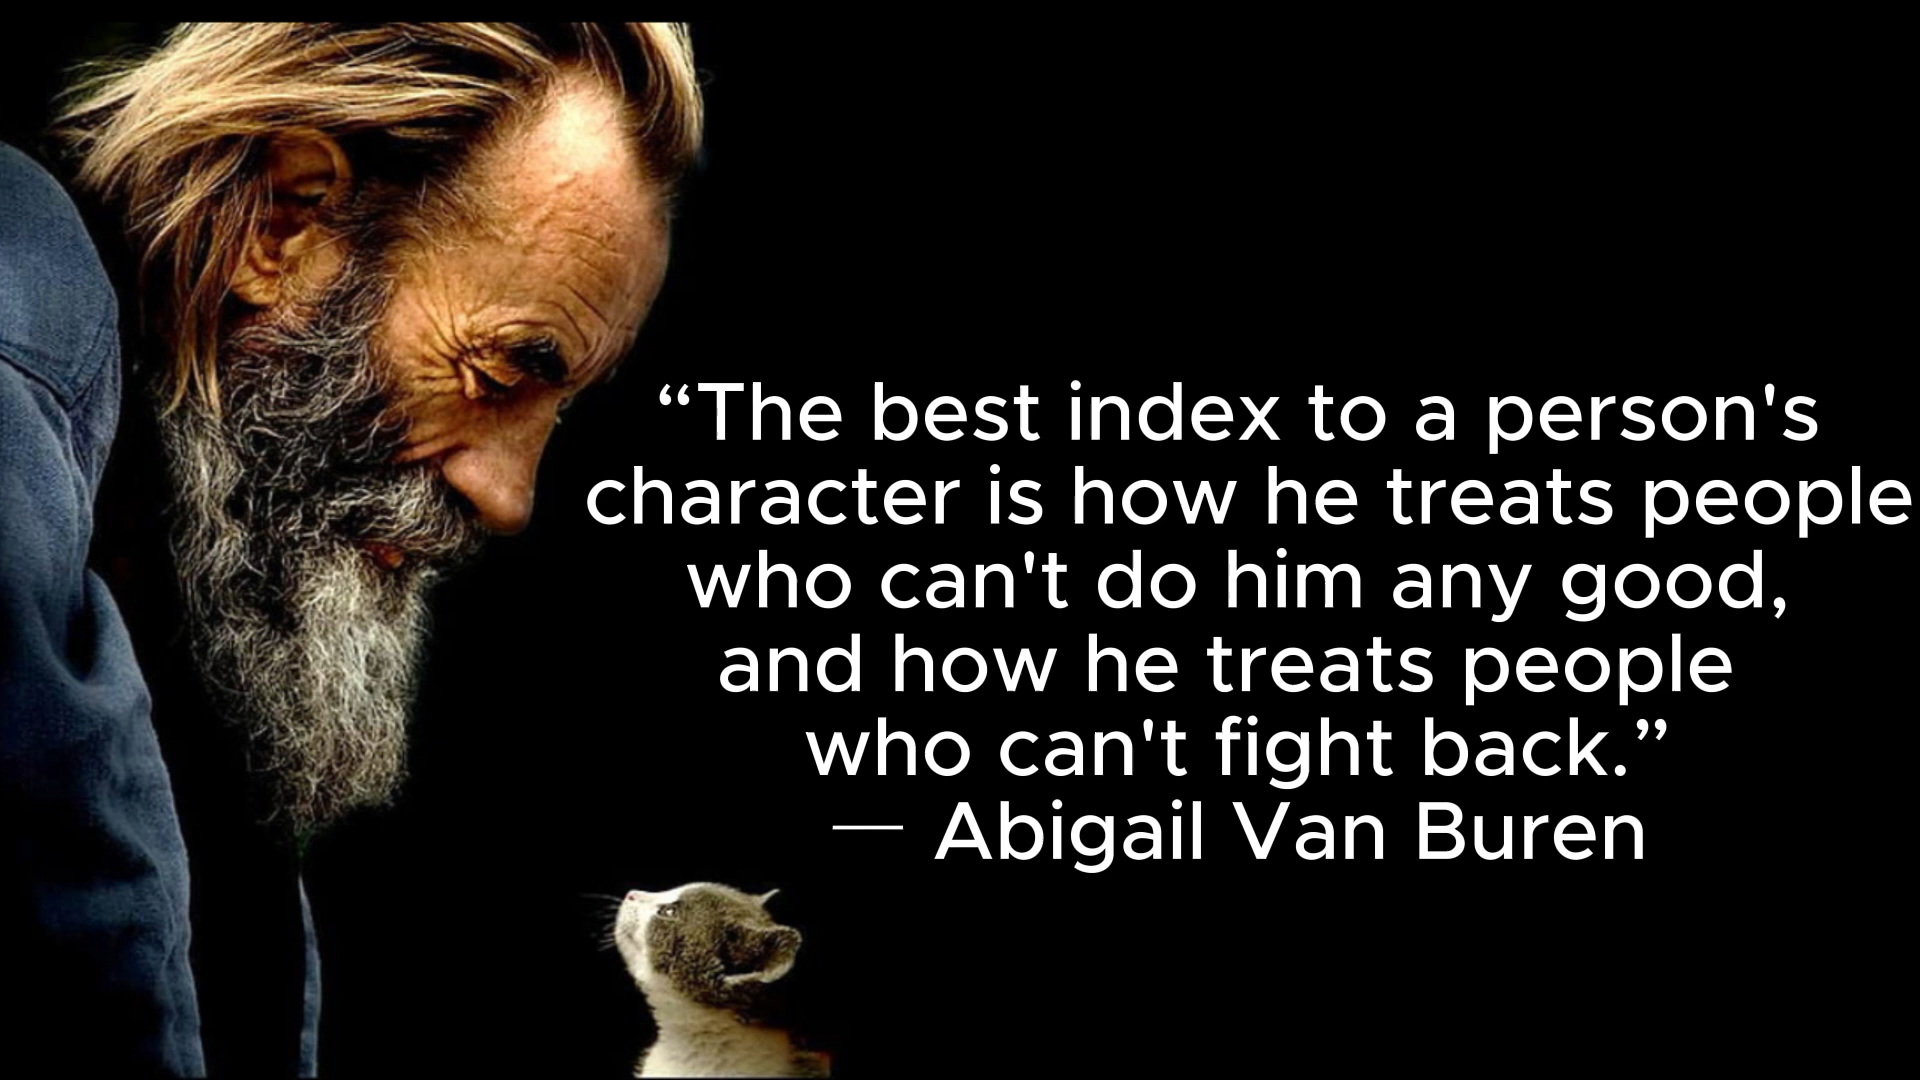 “The best index to a person's
character is how he treats people
who can't do him any good,
and how he treats people
who can't fight back.”
— Abigail Van Buren